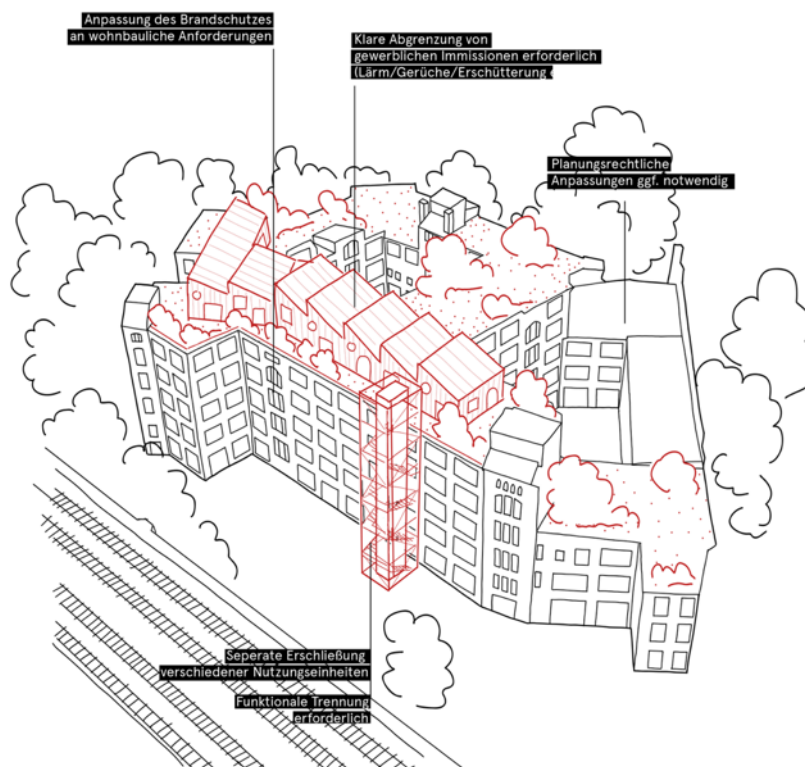 Anpassung des Brandschutzes
an wohnbauliche Anforderungen
Klare Abgrenzung von
gewerblichen Immissionen erforderlich
(Lärm/Gerüche/Erschütterung
Planungsrechtliche
Anpassungen ggf. notwendig
Seperate Erschließung
verschiedener Nutzungseinheiten
Funktionale Trennung
erforderlich